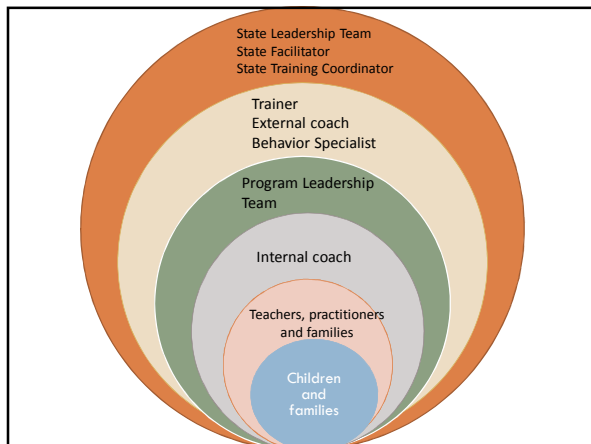 State Leadership Team
State Facilitator
State Training Coordinator
Trainer
External coach
Behavior Specialist
Program Leadership
Team
Internal coach
Teachers, practitioners
and families
Children
and
families